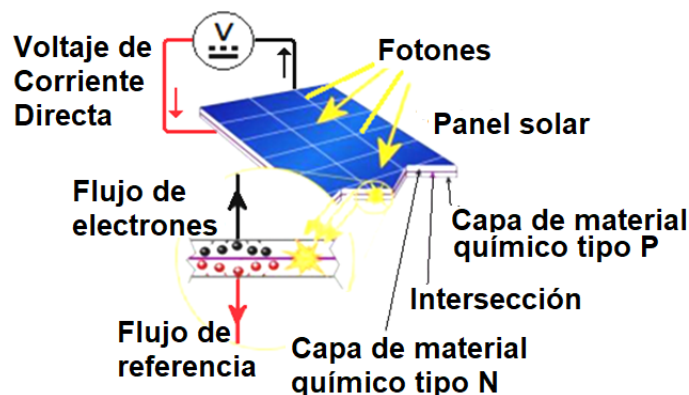 Voltaje de
Corriente
Directa
V
Fotones
Panel solar
Flujo de
electrones
Capa de material
químico tipo P
Intersección
Flujo de
referencia
Capa de material
químico tipo N